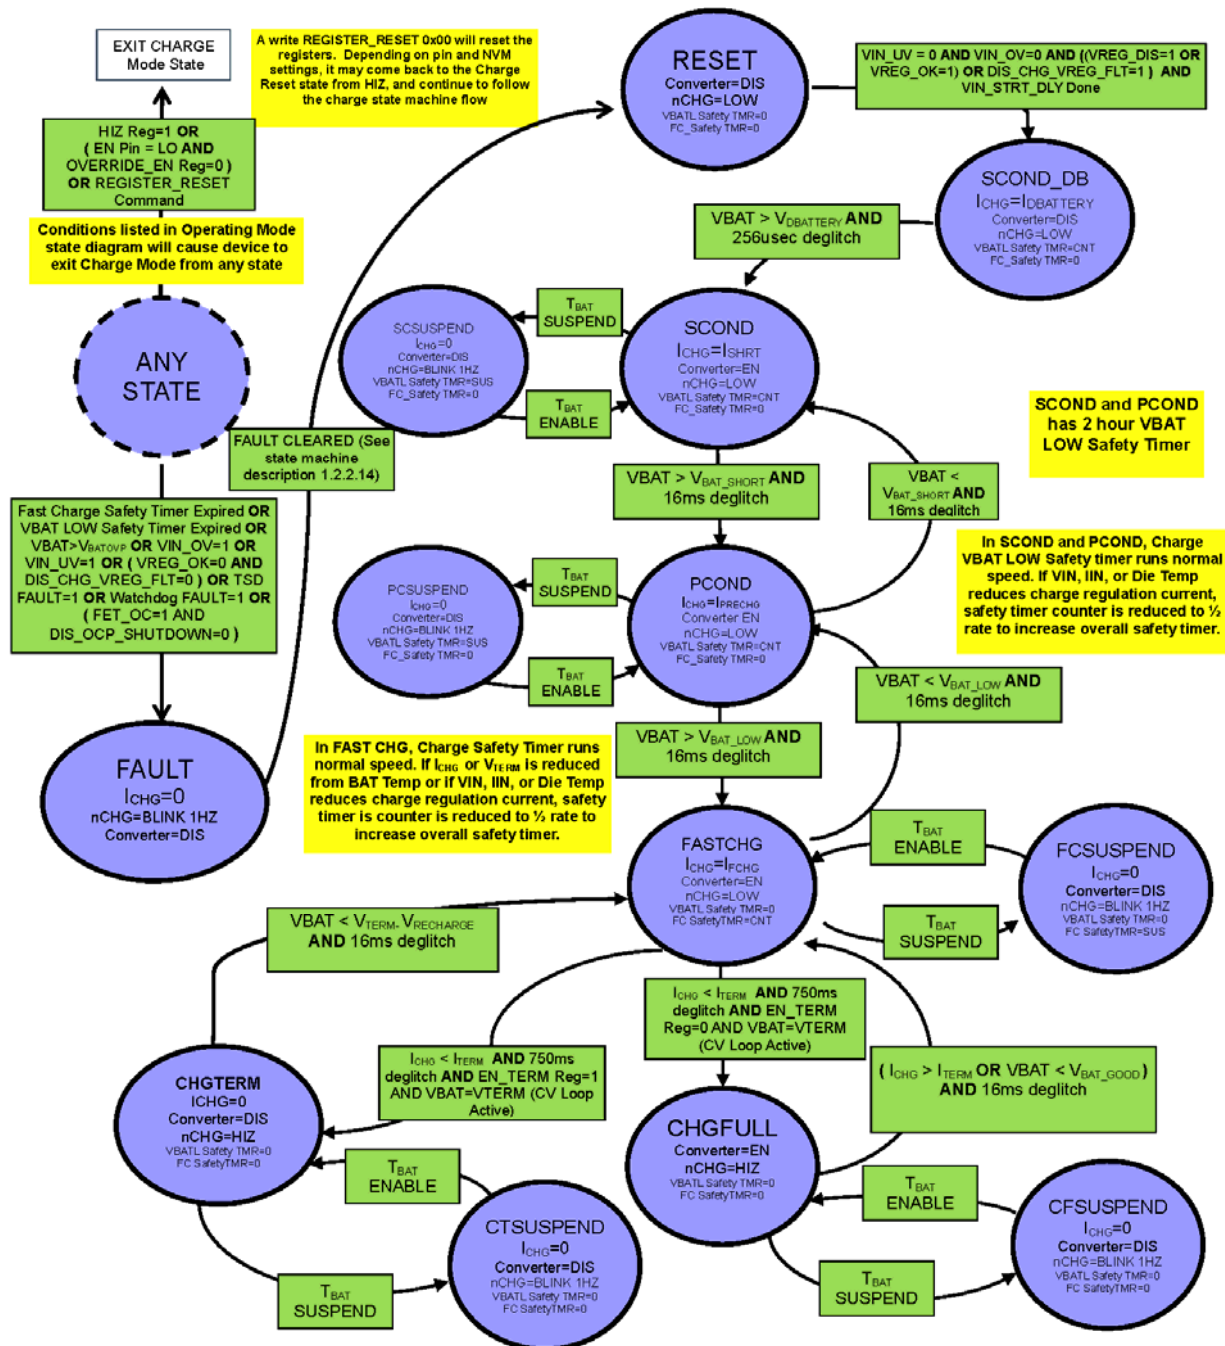 EXIT CHARGE
Mode State
A write REGISTER_RESET 0x00 will reset the
registers.  Depending on pin and NVM
settings, it may come back to the Charge
Reset state from HIZ, and continue to follow
the charge state machine flow
RESET
Converter=DIS
nCHG=LOW
VBATL Safety TMR=0
FC_Safety TMR=0
VIN_UV = 0 AND VIN_OV=0 AND ((VREG_DIS=1 OR
VREG_OK=1) OR DIS_CHG_VREG_FLT=1 )  AND
VIN_STRT_DLY Done
HIZ Reg=1 OR
( EN Pin = LO AND
OVERRIDE_EN Reg=0 )
OR REGISTER_RESET
Command
Conditions listed in Operating Mode
state diagram will cause device to
exit Charge Mode from any state
SCOND_DB
ICHG=IDBATTERY
Converter=DIS
nCHG=LOW
VBATL Safety TMR=CNT
FC_Safety TMR=0
VBAT > VDBATTERY AND
256usec deglitch
ANY
STATE
SCSUSPEND
ICHG=0
Converter=DIS
nCHG=BLINK 1HZ
VBATL Safety TMR=SUS
FC_Safety TMR=0
TBAT
SUSPEND
TBAT
ENABLE
SCOND
ICHG=ISHRT
Converter=EN
nCHG=LOW
VBATL Safety TMR=CNT
FC_Safety TMR=0
SCOND and PCOND
has 2 hour VBAT
LOW Safety Timer
FAULT CLEARED (See
state machine
description 1.2.2.14)
VBAT > VBAT_SHORT AND
16ms deglitch
VBAT <
VBAT_SHORT AND
16ms deglitch
Fast Charge Safety Timer Expired OR
VBAT LOW Safety Timer Expired OR
VBAT>VBATOVP OR VIN_OV=1 OR
VIN_UV=1 OR ( VREG_OK=0 AND
DIS_CHG_VREG_FLT=0 ) OR TSD
FAULT=1 OR Watchdog FAULT=1 OR
( FET_OC=1 AND
DIS_OCP_SHUTDOWN=0 )
In SCOND and PCOND, Charge
VBAT LOW Safety timer runs normal
speed. If VIN, IIN, or Die Temp
reduces charge regulation current,
safety timer counter is reduced to ½
rate to increase overall safety timer.
PCSUSPEND
ICHG=0
Converter=DIS
nCHG=BLINK 1HZ
VBATL Safety TMR=SUS
FC_Safety TMR=0
TBAT
SUSPEND
TBAT
ENABLE
PCOND
ICHG=IPRECHG
Converter EN
nCHG=LOW
VBATL Safety TMR=CNT
FC_Safety TMR=0
VBAT < VBAT_LOW AND
16ms deglitch
VBAT > VBAT_LOW AND
16ms deglitch
FAULT
ICHG=0
nCHG=BLINK 1HZ
Converter=DIS
In FAST CHG, Charge Safety Timer runs
normal speed. If ICHG or VTERM is reduced
from BAT Temp or if VIN, IIN, or Die Temp
reduces charge regulation current, safety
timer is counter is reduced to ½ rate to
increase overall safety timer.
FASTCHG
ICHG=IFCHG
Converter=EN
nCHG=LOW
VBATL Safety TMR=0
FC SafetyTMR=CNT
TBAT
ENABLE
TBAT
SUSPEND
FCSUSPEND
ICHG=0
Converter=DIS
nCHG=BLINK 1HZ
VBATL Safety TMR=0
FC SafetyTMR=SUS
VBAT < VTERM- VRECHARGE
AND 16ms deglitch
ICHG < ITERM  AND 750ms
deglitch AND EN_TERM
Reg=0 AND VBAT=VTERM
(CV Loop Active)
ICHG < ITERM  AND 750ms
deglitch AND EN_TERM Reg=1
AND VBAT=VTERM (CV Loop
Active)
( ICHG > ITERM OR VBAT < VBAT_GOOD)
AND 16ms deglitch
CHGTERM
ICHG=0
Converter=DIS
nCHG=HIZ
VBATL Safety TMR=0
FC SafetyTMR=0
CHGFULL
Converter=EN
nCHG=HIZ
VBATL Safety TMR=0
FC SafetyTMR=0
TBAT
ENABLE
TBAT
SUSPEND
CTSUSPEND
ICHG=0
Converter=DIS
nCHG=BLINK 1HZ
VBATL Safety TMR=0
FC SafetyTMR=0
TBAT
ENABLE
TBAT
SUSPEND
CFSUSPEND
ICHG=0
Converter=DIS
nCHG=BLINK 1HZ
VBATL Safety TMR=0
FC SafetyTMR=0